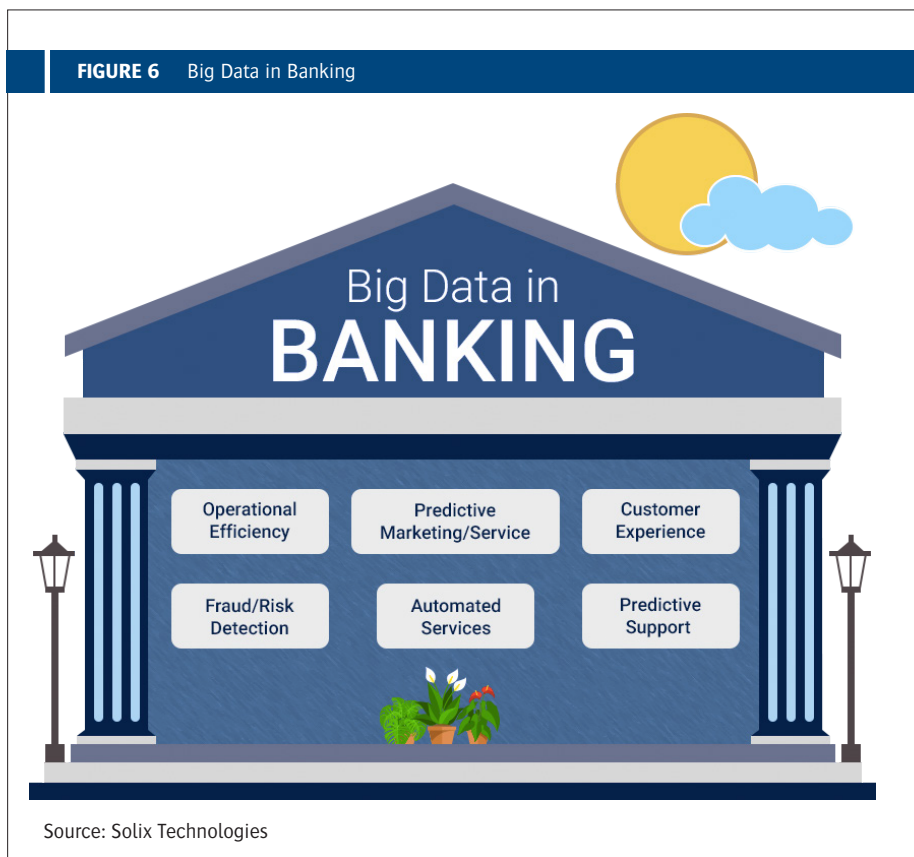 FIGURE 6 Big Data in Banking
Big Data in
BANKING
Operational
Efficiency
Predictive
Marketing/Service
Customer
Experience
Fraud/Risk
Detection
Automated
Services
Predictive
Support
Source: Solix Technologies